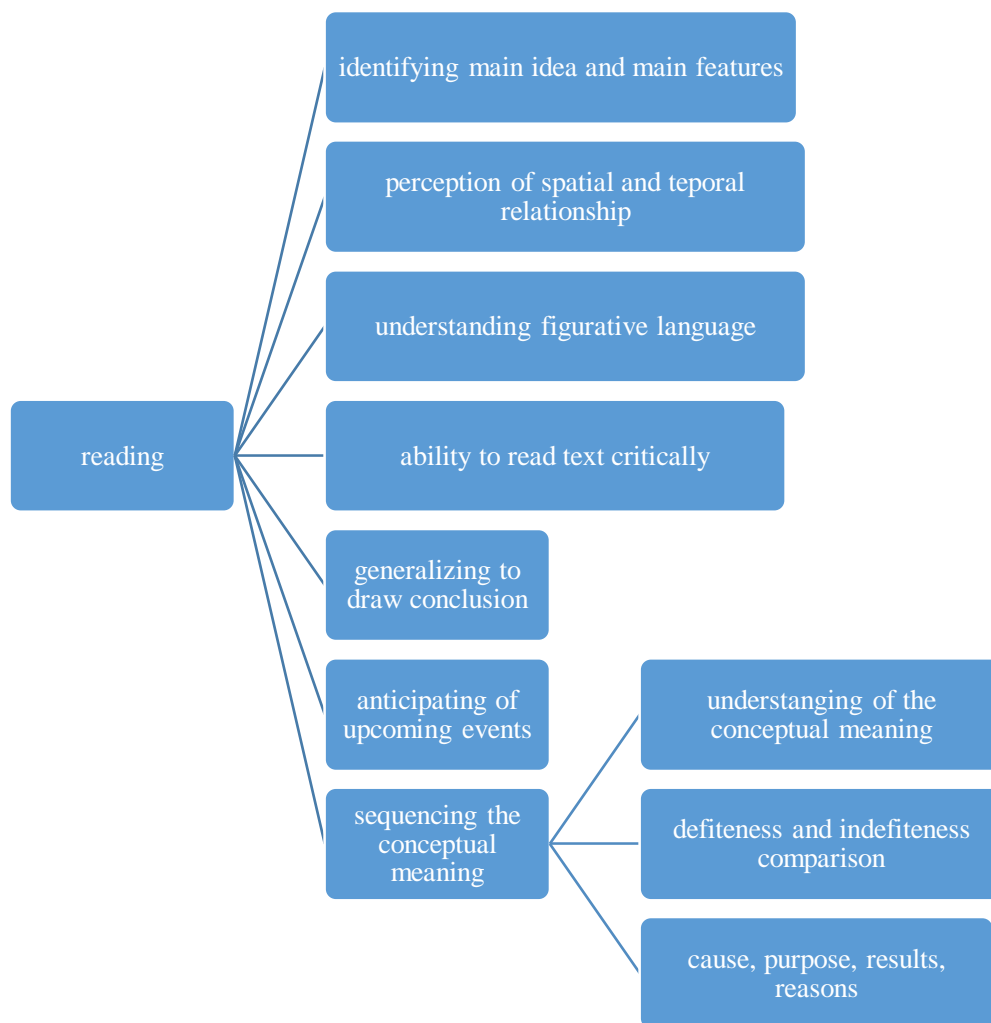 identifying main idea and main features
perception of spatial and teporal
relationship
understanding figurative language
reading
ability to read text critically
generalizing to
draw conclusion
anticipating of
upcoming events
sequencing the
conceptual
meaning
understanging of the
conceptual meaning
defiteness and indefiteness
comparison
cause, purpose, results,
reasons